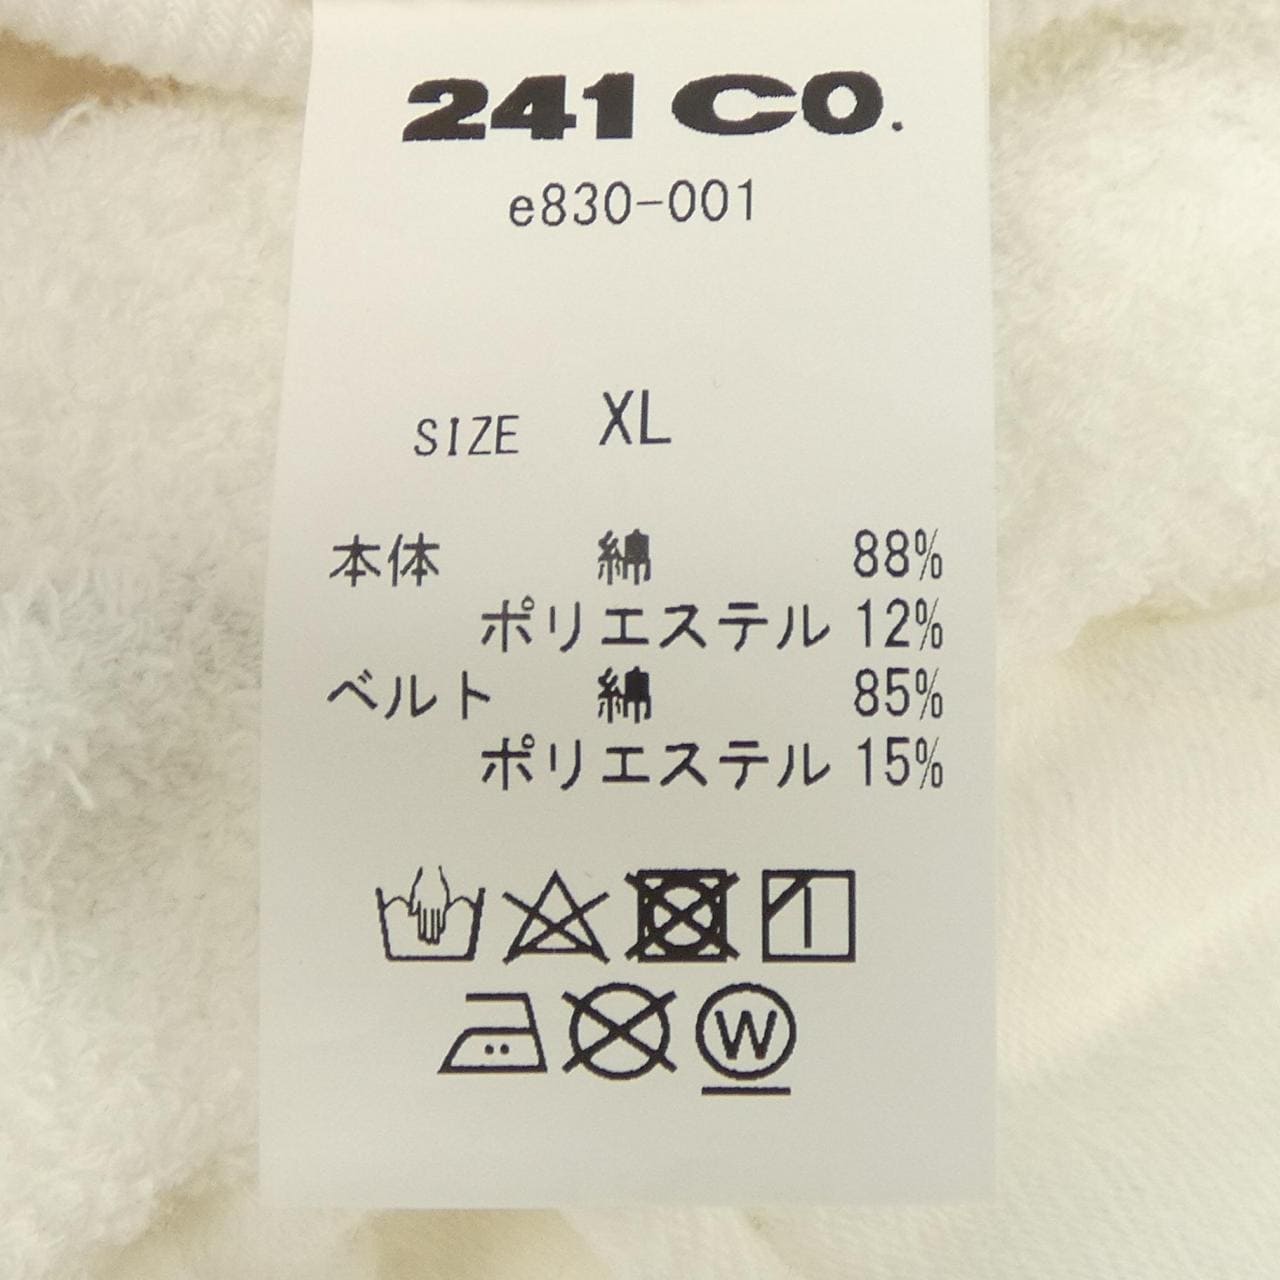 241 CO.
e830-001
SIZE XL
本体 綿 88%
ポリエステル 12%
ベルト 綿 85%
ポリエステル 15%
W